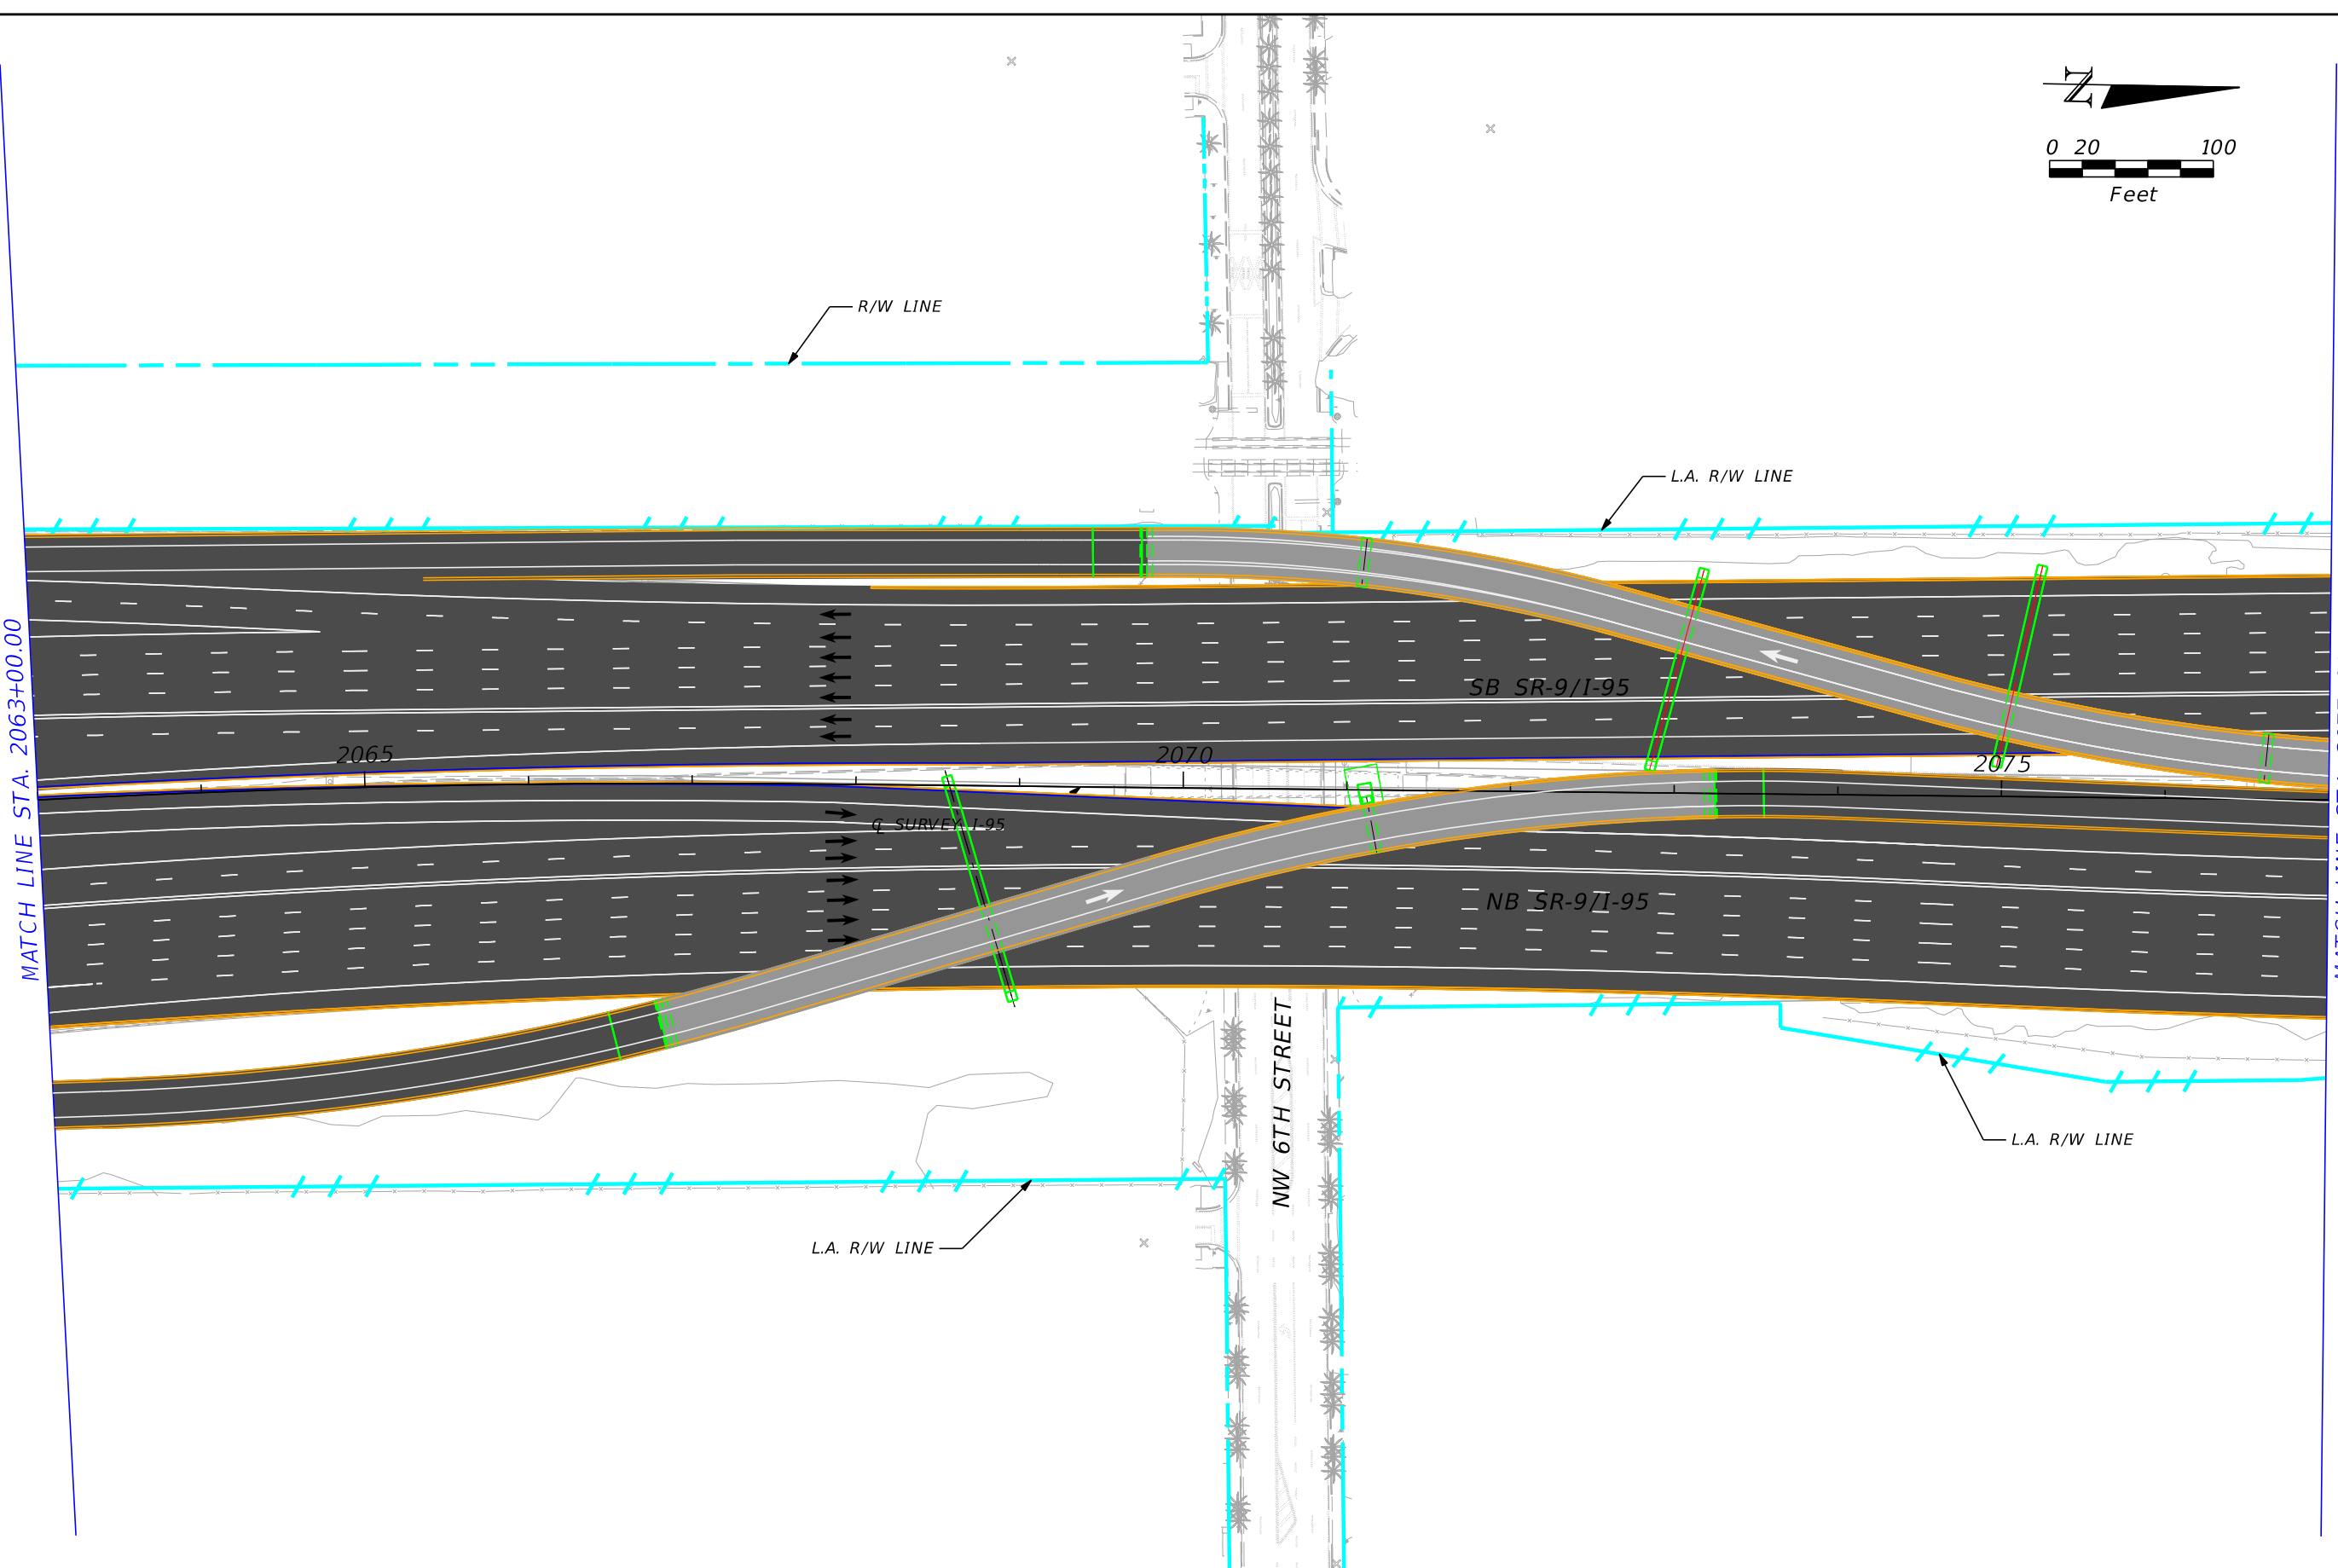 N
0 20 100
Feet
R/W LINE
L.A. R/W LINE
MATCH LINE STA. 2063+00.00
SB SR-9/I-95
2065
2070
2075
℄ SURVEY I-95
NB SR-9/I-95
NW 6TH STREET
L.A. R/W LINE
L.A. R/W LINE